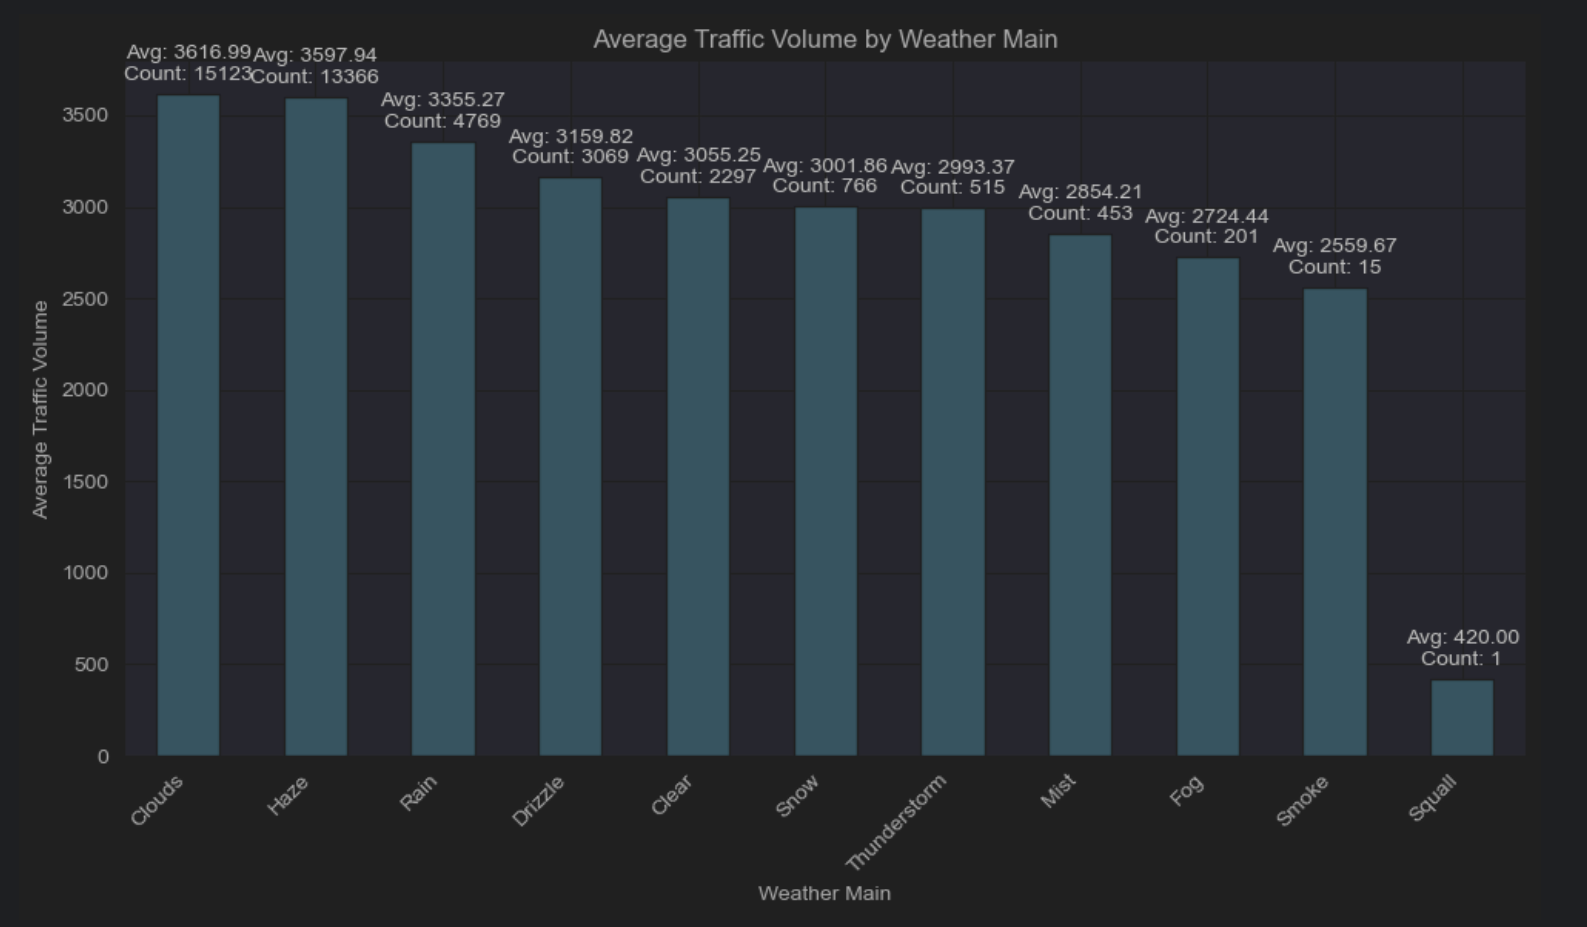 Average Traffic Volume by Weather Main
Avg: 3616.99
Count: 15123
Avg: 3597.94
Count: 13366
Avg: 3355.27
Count: 4769
Avg: 3159.82
Count: 3069
Avg: 3055.25
Count: 2297
Avg: 3001.86
Count: 766
Avg: 2993.37
Count: 515
Avg: 2854.21
Count: 453
Avg: 2724.44
Count: 201
Avg: 2559.67
Count: 15
Avg: 420.00
Count: 1
Average Traffic Volume
3500
3000
2500
2000
1500
1000
500
0
Clouds
Haze
Rain
Drizzle
Clear
Snow
Thunderstorm
Mist
Fog
Smoke
Squall
Weather Main